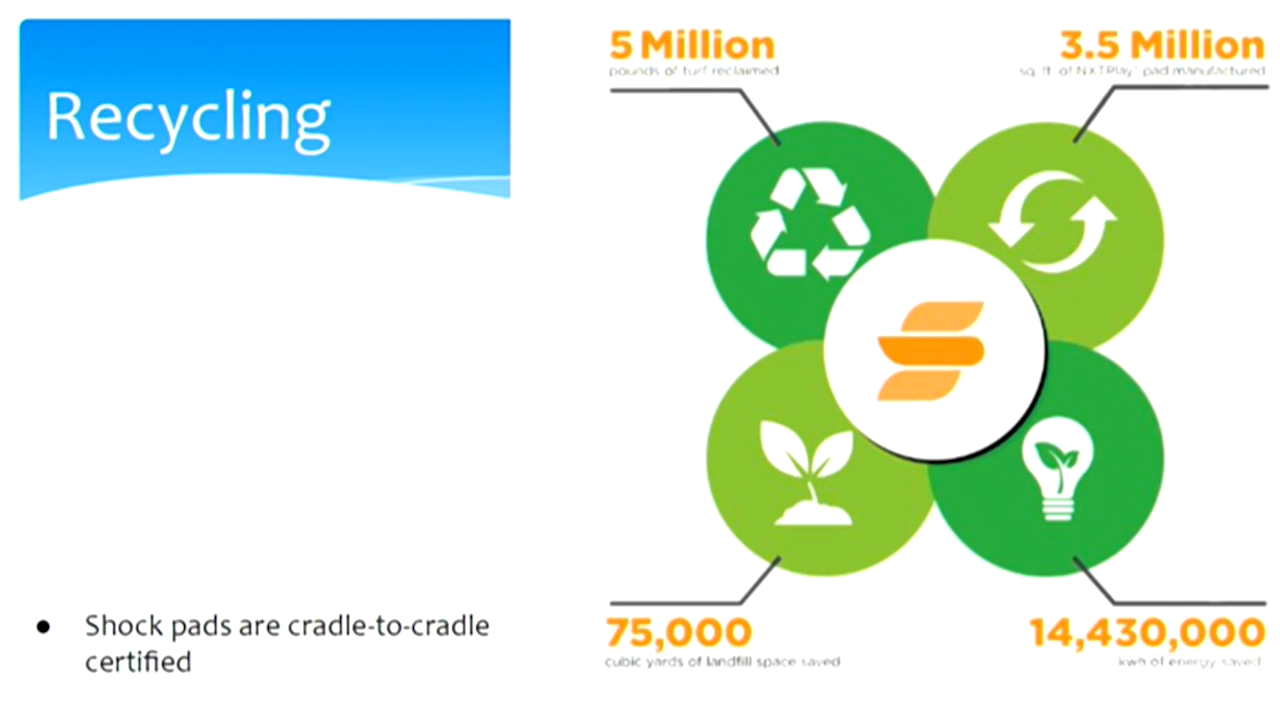 Recycling
5 Million
pounds of turf reclaimed
3.5 Million
sq. ft. of NXTPlay™ pad manufactured
75,000
cubic yards of landfill space saved
14,430,000
kwh of energy saved
● Shock pads are cradle-to-cradle
certified